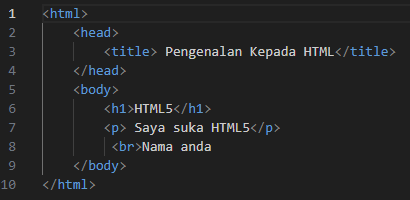 1 <html>
2 <head>
3 <title> Pengenalan Kepada HTML</title>
4 </head>
5 <body>
6 <h1>HTML5</h1>
7 <p> Saya suka HTML5</p>
8 <br>Nama anda
9 </body>
10 </html>